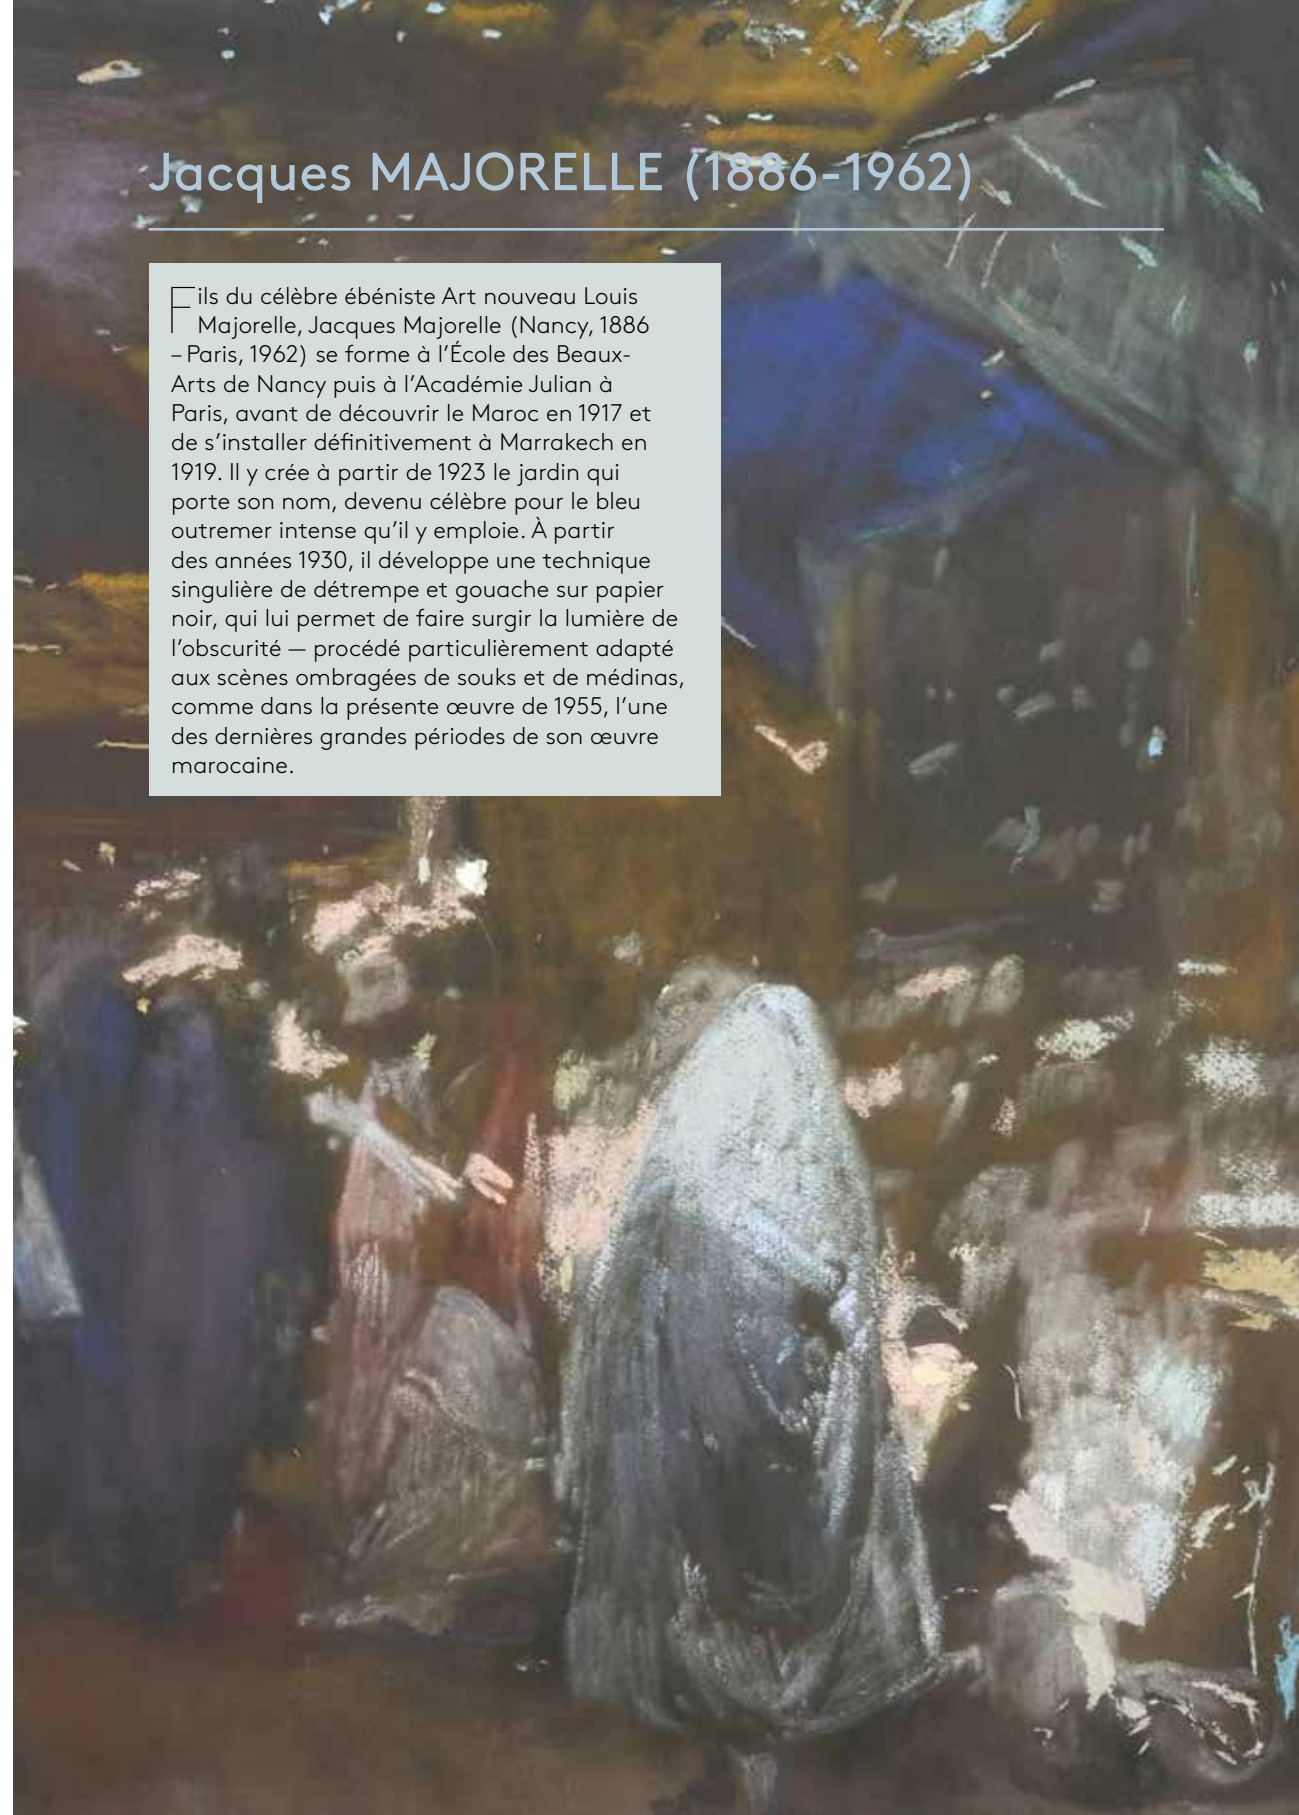 Jacques MAJORELLE (1886-1962)
Fils du célèbre ébéniste Art nouveau Louis
Majorelle, Jacques Majorelle (Nancy, 1886
– Paris, 1962) se forme à l’École des Beaux-
Arts de Nancy puis à l’Académie Julian à
Paris, avant de découvrir le Maroc en 1917 et
de s’installer définitivement à Marrakech en
1919. Il y crée à partir de 1923 le jardin qui
porte son nom, devenu célèbre pour le bleu
outremer intense qu’il y emploie. À partir
des années 1930, il développe une technique
singulière de détrempe et gouache sur papier
noir, qui lui permet de faire surgir la lumière de
l’obscurité — procédé particulièrement adapté
aux scènes ombragées de souks et de médinas,
comme dans la présente œuvre de 1955, l’une
des dernières grandes périodes de son œuvre
marocaine.